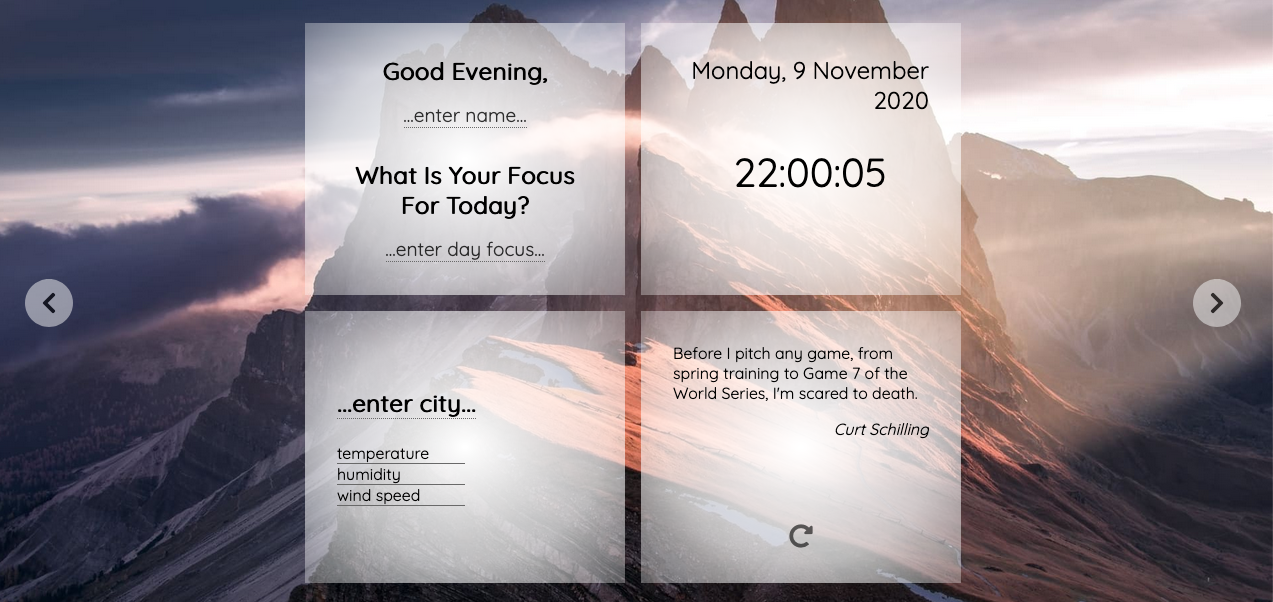 Good Evening,
...enter name...
What Is Your Focus
For Today?
...enter day focus...
Monday, 9 November
2020
22:00:05
...enter city...
temperature
humidity
wind speed
Before I pitch any game, from
spring training to Game 7 of the
World Series, I'm scared to death.
Curt Schilling